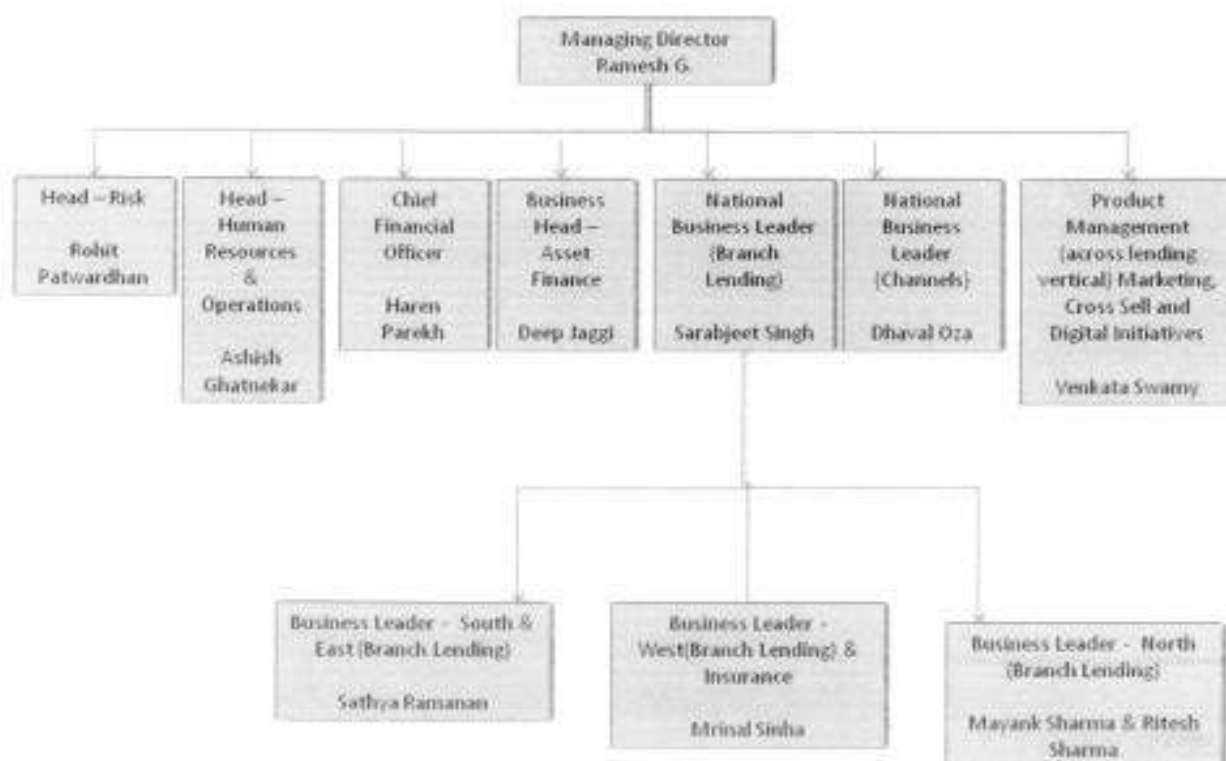 Managing Director
Ramesh G.
Head – Risk
Rohit
Patwardhan
Head –
Human
Resources
&
Operations
Ashish
Ghatnekar
Chief
Financial
Officer
Haren
Parekh
Business
Head –
Asset
Finance
Deep Jaggi
National
Business Leader
(Branch
Lending)
Sarabjeet Singh
National
Business
Leader
(Channels)
Dhaval Oza
Product
Management
(across lending
vertical) Marketing,
Cross Sell and
Digital Initiatives
Venkata Swamy
Business Leader - South &
East (Branch Lending)
Sathya Ramanan
Business Leader -
West(Branch Lending) &
Insurance
Mrinal Sinha
Business Leader - North
(Branch Lending)
Mayank Sharma & Ritesh
Sharma